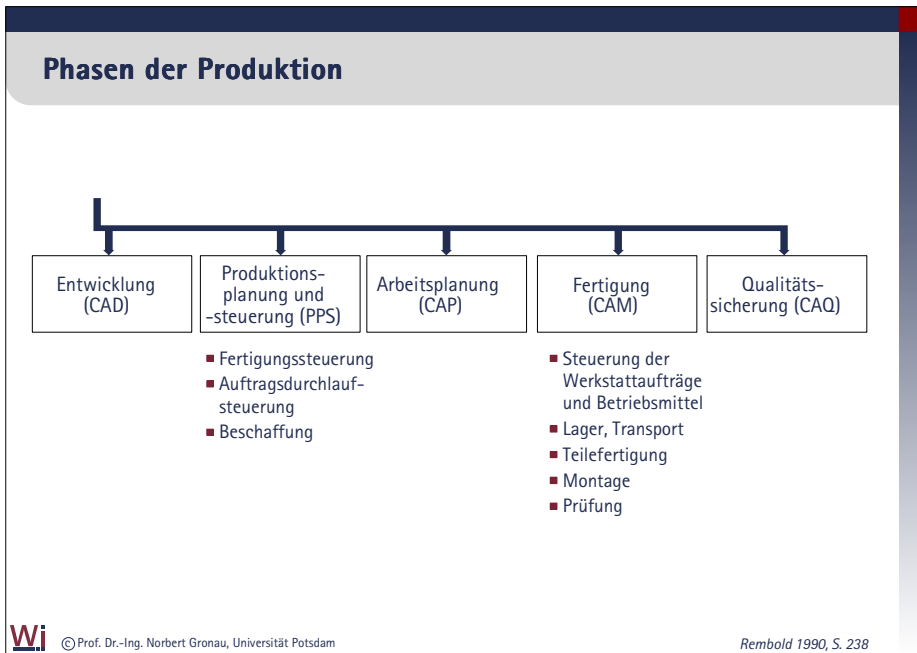 Phasen der Produktion
Entwicklung
(CAD)
Produktions-
planung und
-steuerung (PPS)
Arbeitsplanung
(CAP)
Fertigung
(CAM)
Qualitäts-
sicherung (CAQ)
Fertigungssteuerung
Auftragsdurchlauf-
steuerung
Beschaffung
Steuerung der
Werkstattaufträge
und Betriebsmittel
Lager, Transport
Teilefertigung
Montage
Prüfung
Wi
© Prof. Dr.-Ing. Norbert Gronau, Universität Potsdam
Rembold 1990, S. 238